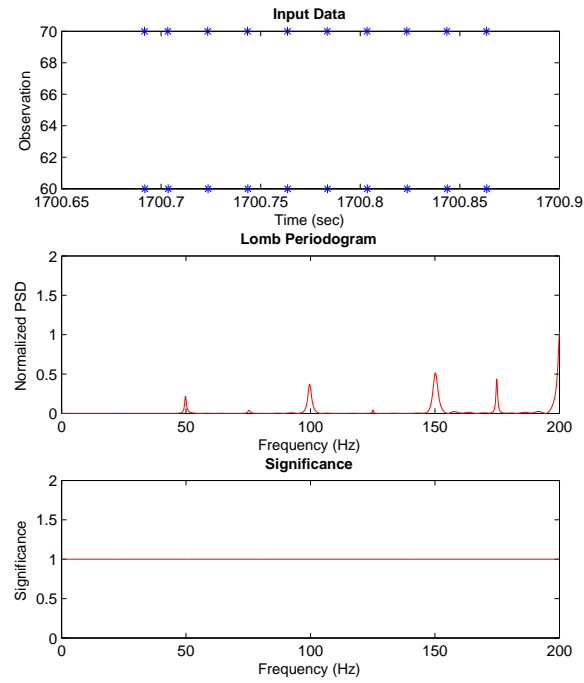 Input Data
70
68
66
64
62
60
Observation
1700.65 1700.7 1700.75 1700.8 1700.85 1700.9
Time (sec)
Lomb Periodogram
2
1.5
1
0.5
0
Normalized PSD
0 50 100 150 200
Frequency (Hz)
Significance
2
1.5
1
0.5
0
Significance
0 50 100 150 200
Frequency (Hz)